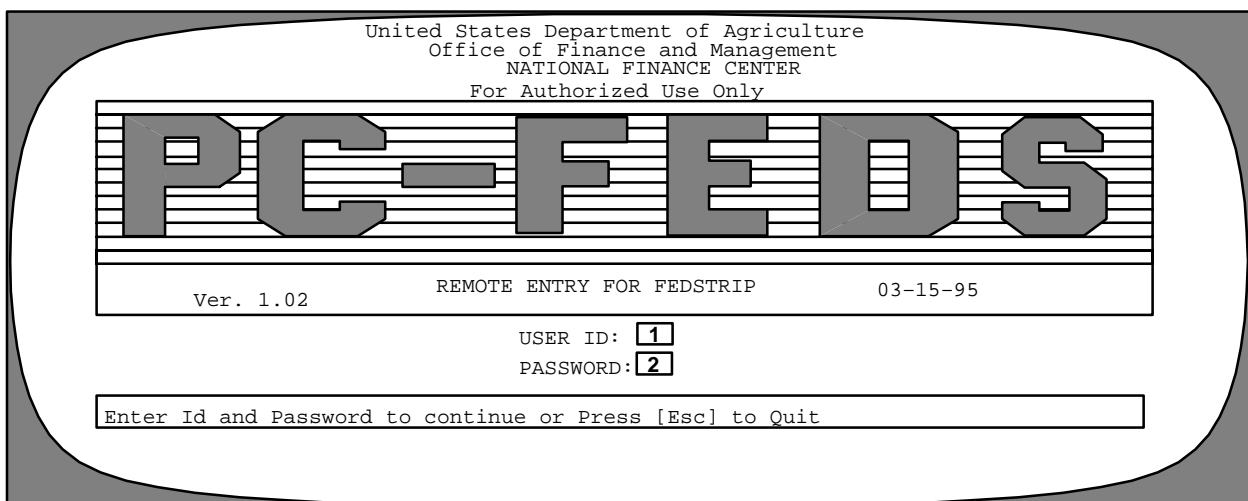 United States Department of Agriculture
Office of Finance and Management
NATIONAL FINANCE CENTER
For Authorized Use Only
PC-FEDS
Ver. 1.02 REMOTE ENTRY FOR FEDSTRIP 03-15-95
USER ID: 1
PASSWORD: 2
Enter Id and Password to continue or Press [Esc] to Quit